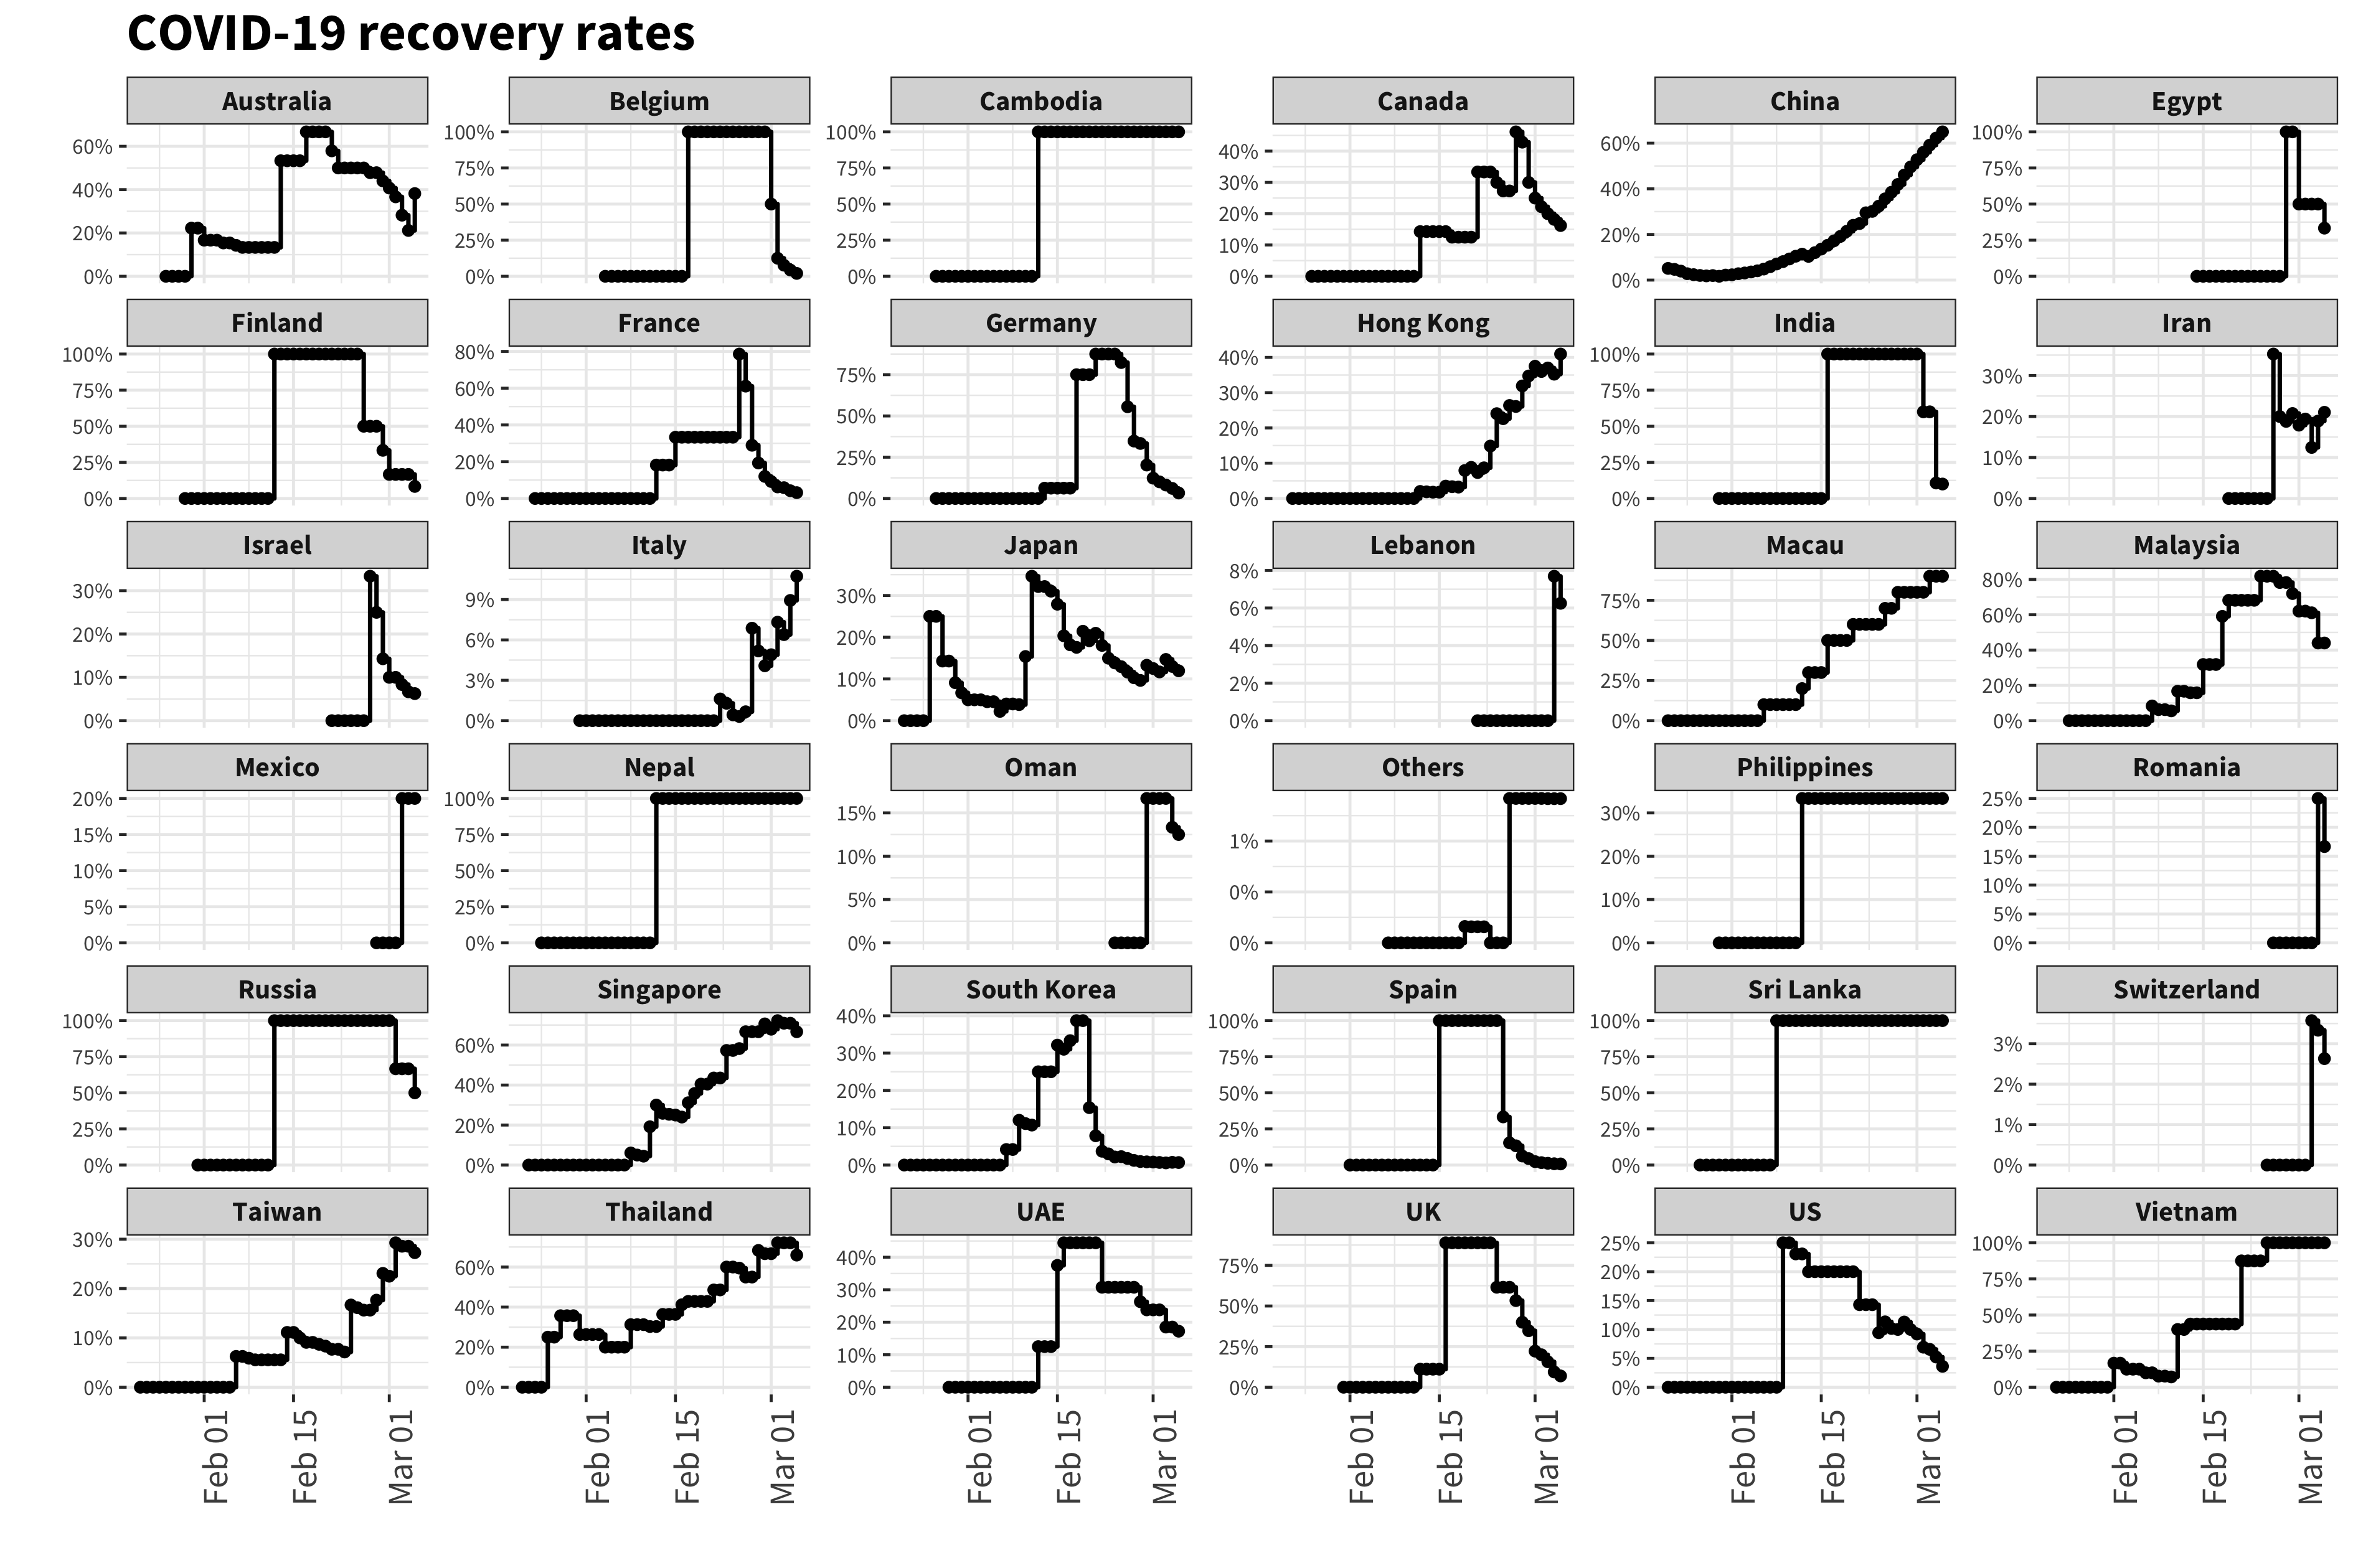 COVID-19 recovery rates
Australia Belgium Cambodia Canada China Egypt
60% 40% 20% 0%
100% 75% 50% 25% 0%
100% 75% 50% 25% 0%
40% 30% 20% 10% 0%
60% 40% 20% 0%
100% 75% 50% 25% 0%
Finland France Germany Hong Kong India Iran
100% 75% 50% 25% 0%
80% 60% 40% 20% 0%
75% 50% 25% 0%
40% 30% 20% 10% 0%
100% 75% 50% 25% 0%
30% 20% 10% 0%
Israel Italy Japan Lebanon Macau Malaysia
30% 20% 10% 0%
9% 6% 3% 0%
30% 20% 10% 0%
8% 6% 4% 2% 0%
75% 50% 25% 0%
80% 60% 40% 20% 0%
Mexico Nepal Oman Others Philippines Romania
20% 15% 10% 5% 0%
100% 75% 50% 25% 0%
15% 10% 5% 0%
1% 0% 0%
30% 20% 10% 0%
25% 20% 15% 10% 5% 0%
Russia Singapore South Korea Spain Sri Lanka Switzerland
100% 75% 50% 25% 0%
60% 40% 20% 0%
40% 30% 20% 10% 0%
100% 75% 50% 25% 0%
100% 75% 50% 25% 0%
3% 2% 1% 0%
Taiwan Thailand UAE UK US Vietnam
30% 20% 10% 0%
60% 40% 20% 0%
40% 30% 20% 10% 0%
75% 50% 25% 0%
25% 20% 15% 10% 5% 0%
100% 75% 50% 25% 0%
Feb 01 Feb 15 Mar 01
Feb 01 Feb 15 Mar 01
Feb 01 Feb 15 Mar 01
Feb 01 Feb 15 Mar 01
Feb 01 Feb 15 Mar 01
Feb 01 Feb 15 Mar 01